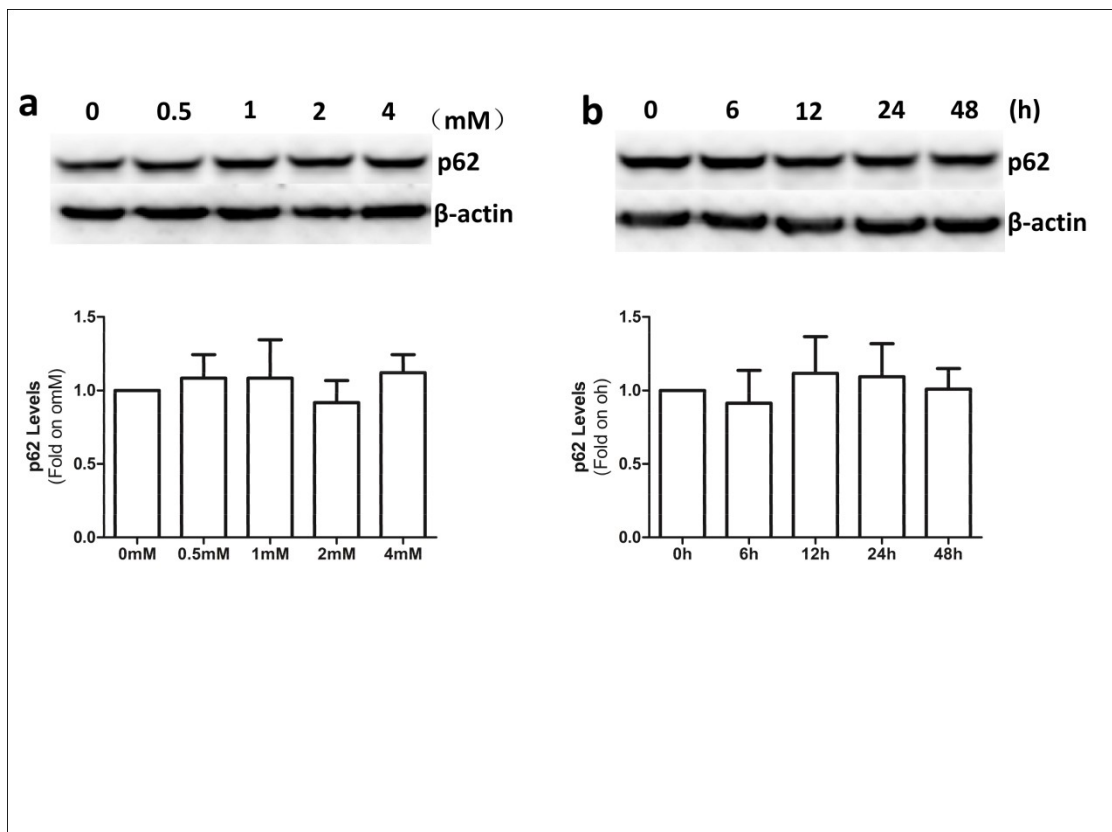 a 0 0.5 1 2 4 （mM）
p62
β-actin
1.5
1.0
0.5
0.0
p62 Levels
(Fold on omM)
0mM 0.5mM 1mM 2mM 4mM
b 0 6 12 24 48 (h)
p62
β-actin
1.5
1.0
0.5
0.0
p62 Levels
(Fold on oh)
0h 6h 12h 24h 48h